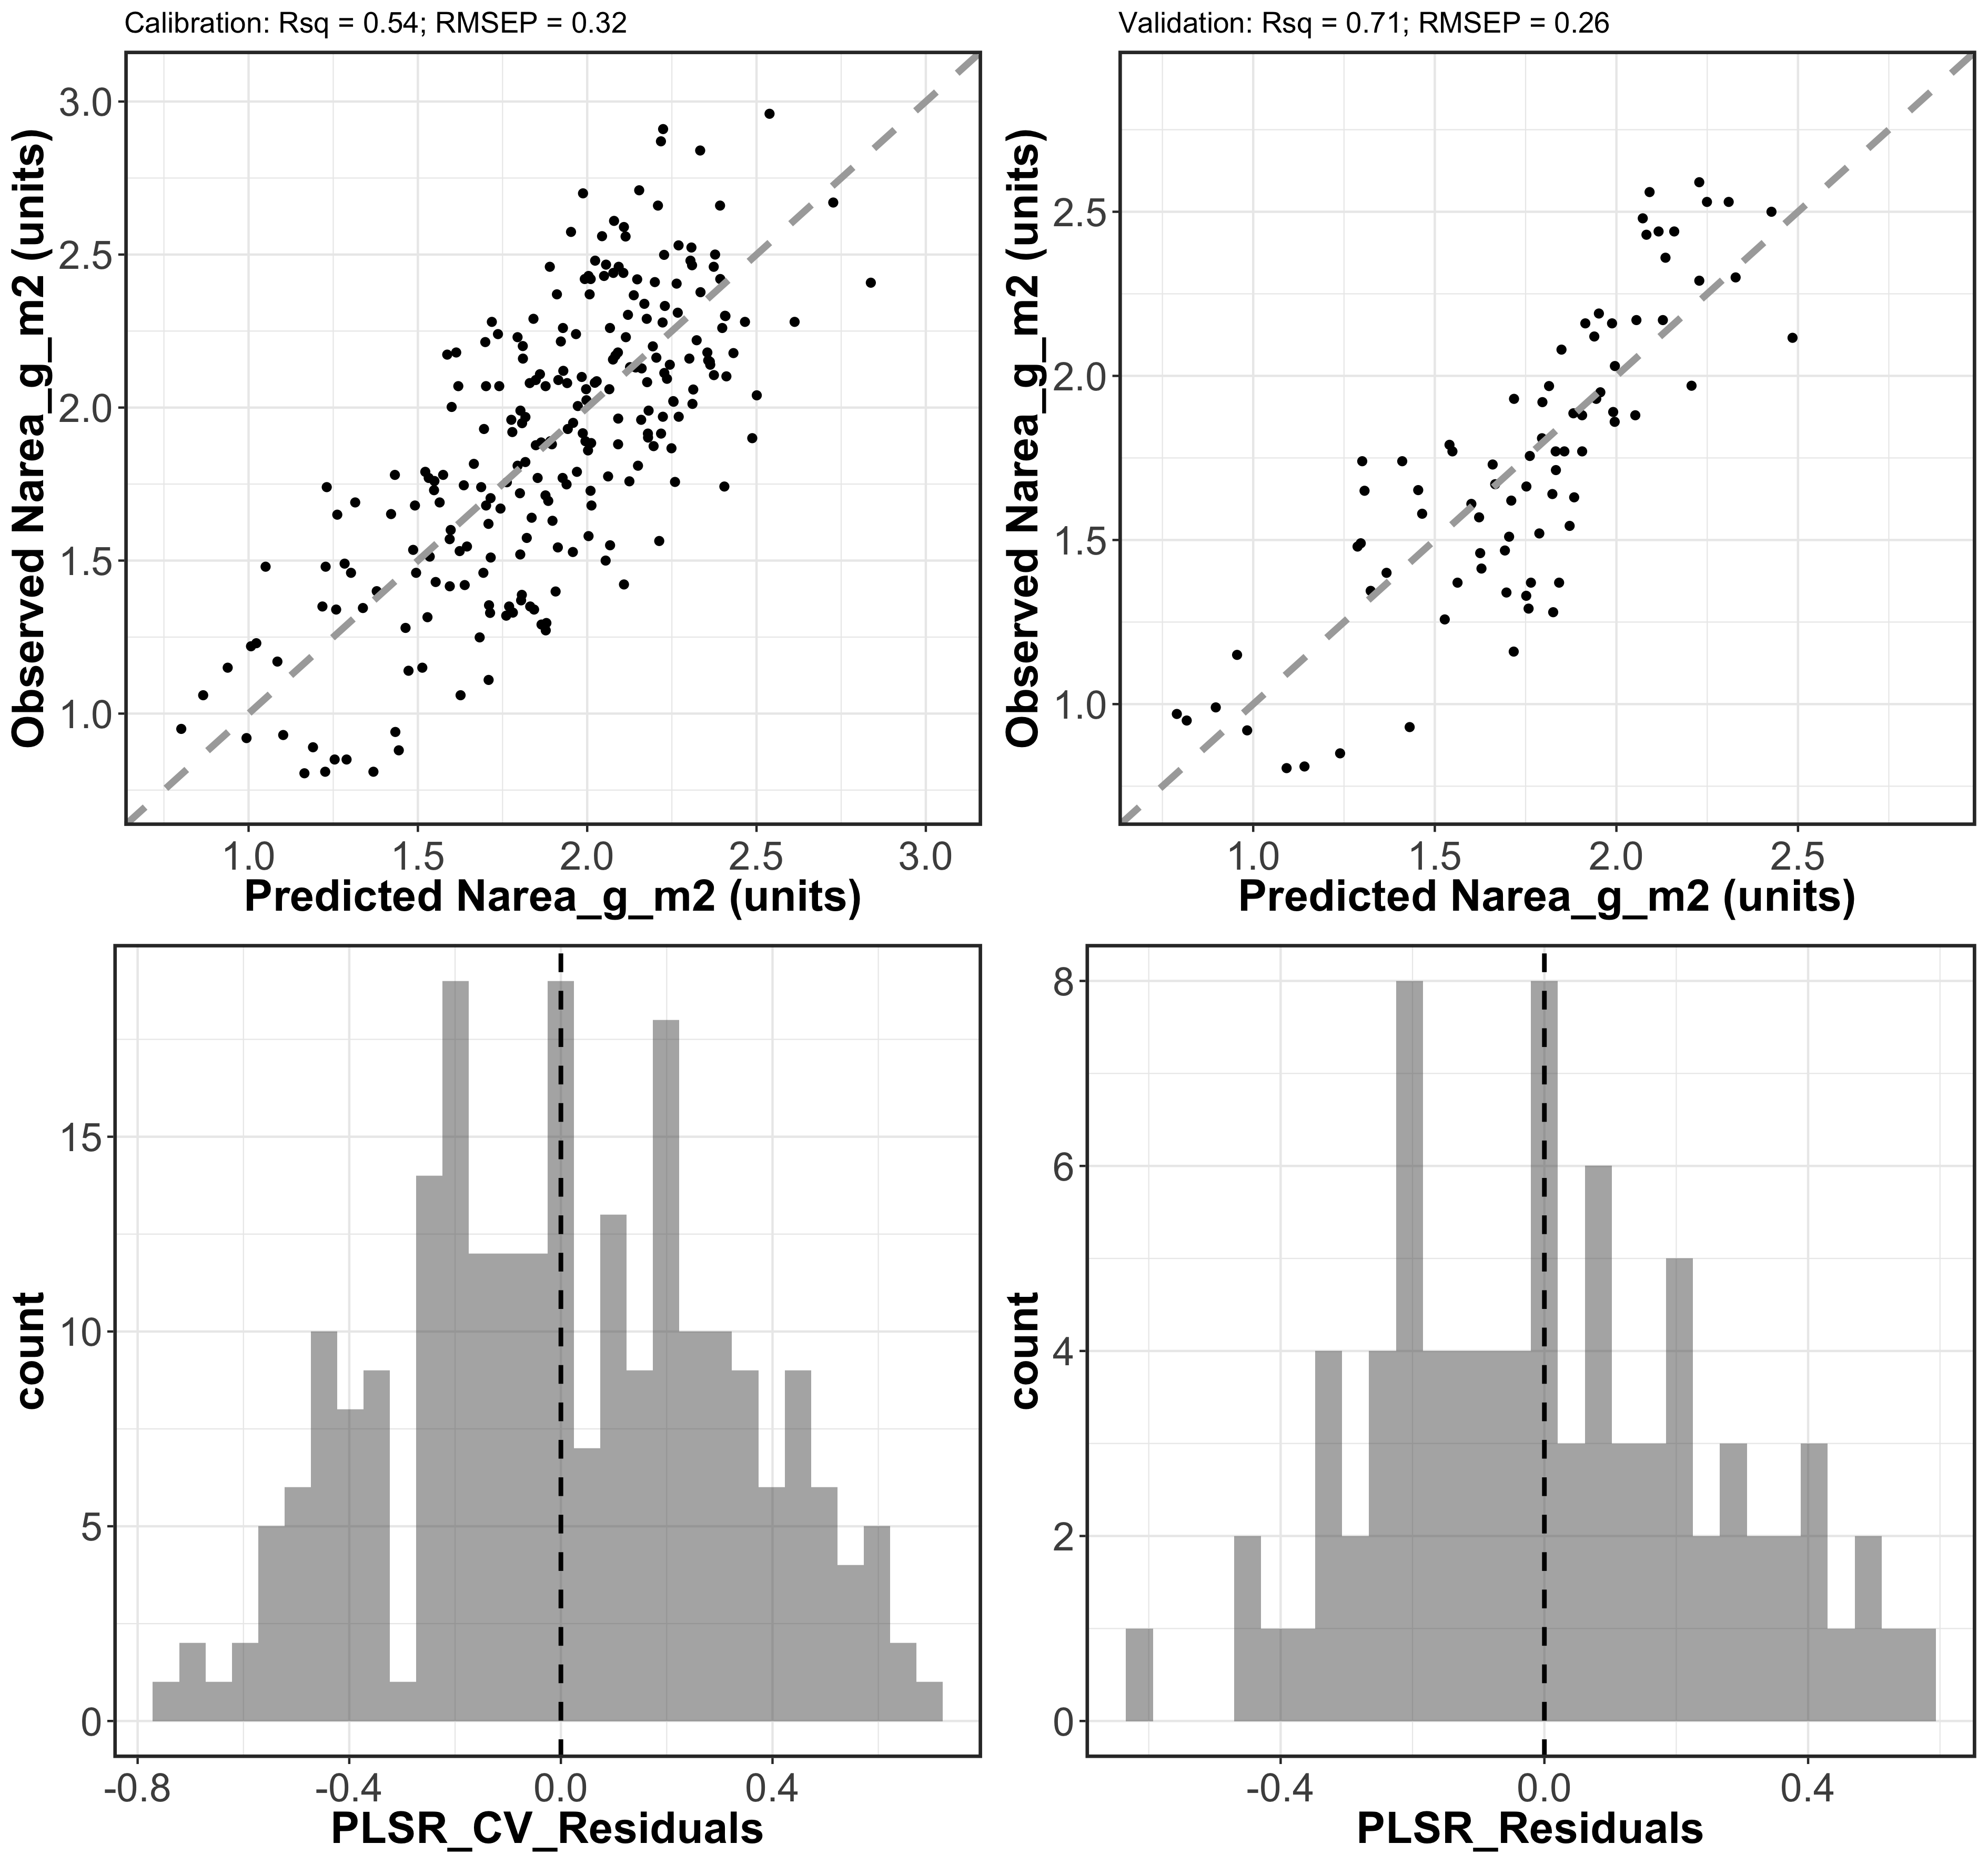 Calibration: Rsq = 0.54; RMSEP = 0.32
Observed Narea_g_m2 (units)
3.0
2.5
2.0
1.5
1.0
1.0 1.5 2.0 2.5 3.0
Predicted Narea_g_m2 (units)
Validation: Rsq = 0.71; RMSEP = 0.26
Observed Narea_g_m2 (units)
2.5
2.0
1.5
1.0
1.0 1.5 2.0 2.5
Predicted Narea_g_m2 (units)
count
15
10
5
0
-0.8 -0.4 0.0 0.4
PLSR_CV_Residuals
count
8
6
4
2
0
-0.4 0.0 0.4
PLSR_Residuals